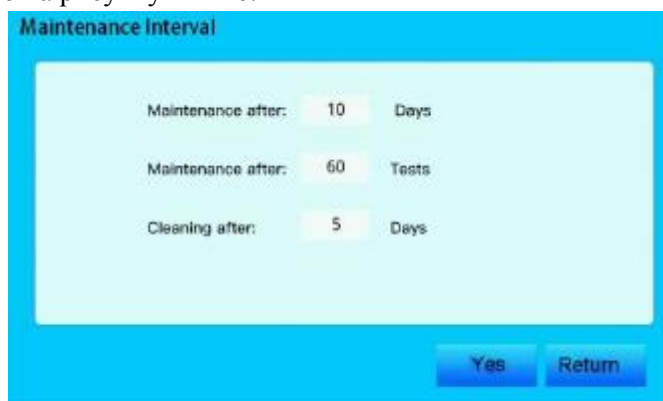 Maintenance Interval
Maintenance after: 10 Days
Maintenance after: 60 Tests
Cleaning after: 5 Days
Yes Return